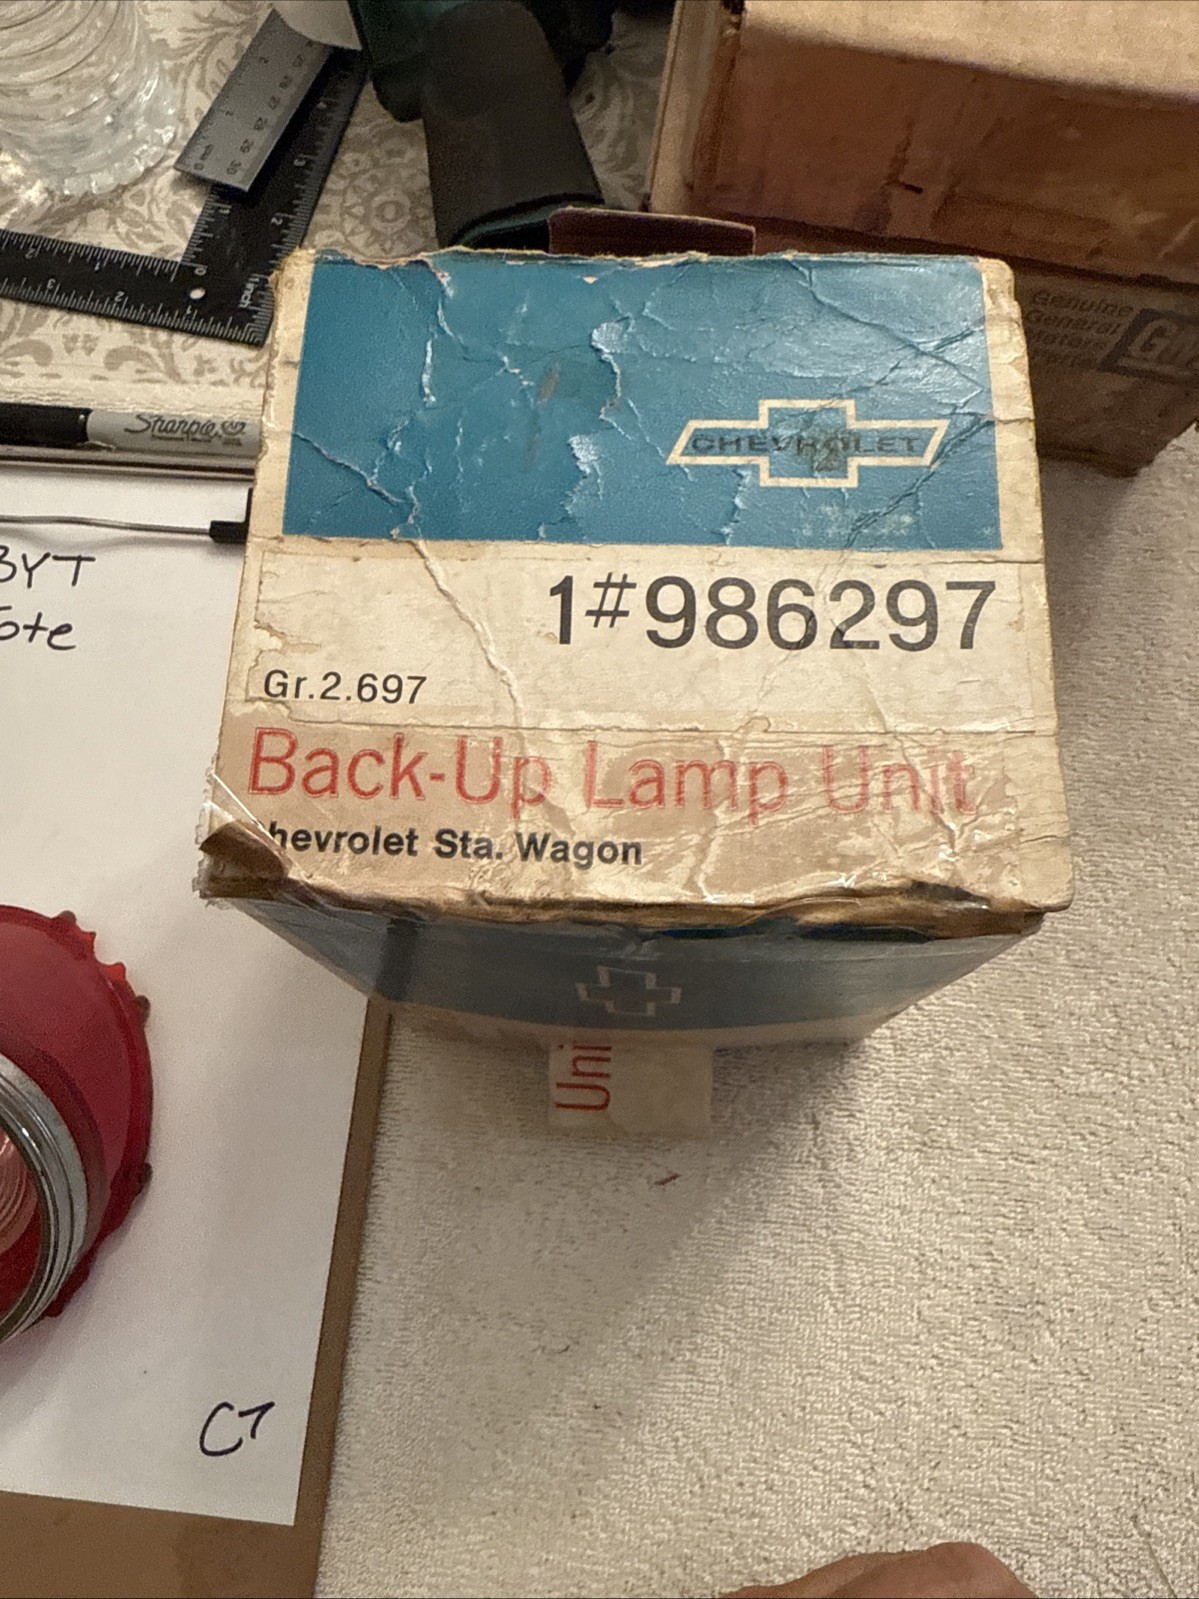 Sharpie
Genuine
General
Motors
GM
CHEVROLET
1#986297
Gr.2.697
Back-Up Lamp Unit
hevrolet Sta. Wagon
Uni
BYT
Tote
C7